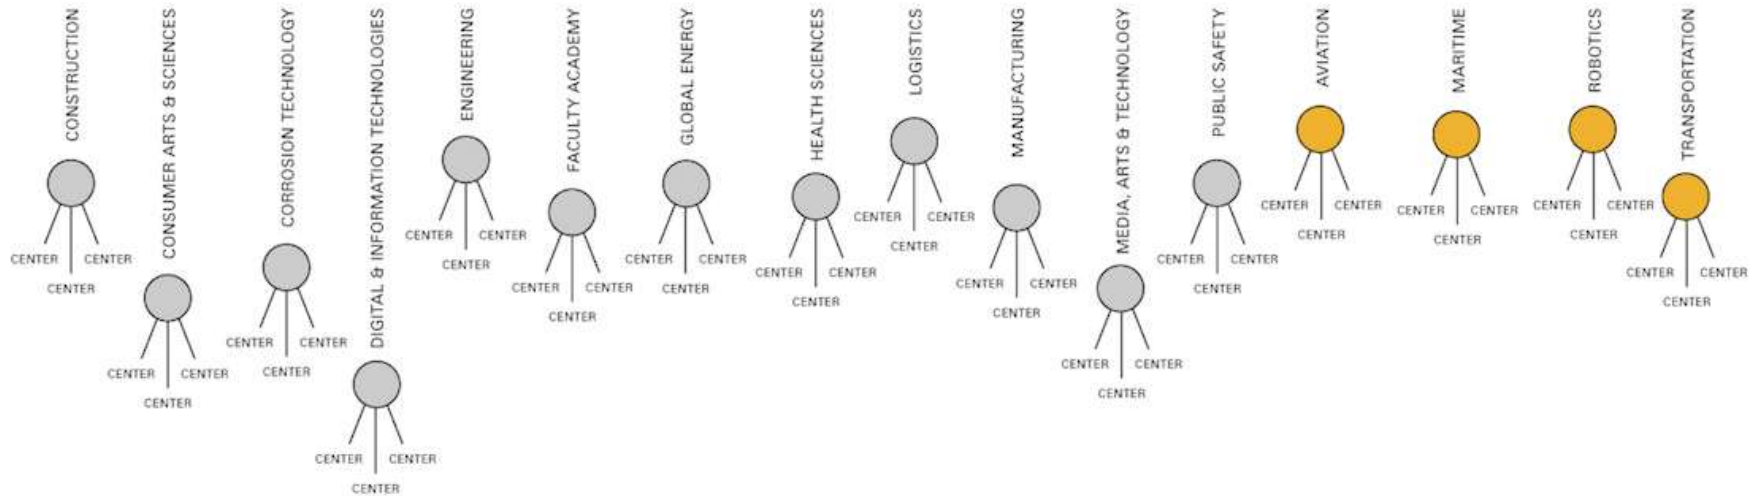 CONSTRUCTION
CENTER
CENTER
CENTER
CONSUMER ARTS & SCIENCES
CENTER
CENTER
CENTER
CORROSION TECHNOLOGY
CENTER
CENTER
CENTER
DIGITAL & INFORMATION TECHNOLOGIES
CENTER
CENTER
CENTER
ENGINEERING
CENTER
CENTER
CENTER
FACULTY ACADEMY
CENTER
CENTER
CENTER
GLOBAL ENERGY
CENTER
CENTER
CENTER
HEALTH SCIENCES
CENTER
CENTER
CENTER
LOGISTICS
CENTER
CENTER
CENTER
MANUFACTURING
CENTER
CENTER
CENTER
MEDIA, ARTS & TECHNOLOGY
CENTER
CENTER
CENTER
PUBLIC SAFETY
CENTER
CENTER
CENTER
AVIATION
CENTER
CENTER
CENTER
MARITIME
CENTER
CENTER
CENTER
ROBOTICS
CENTER
CENTER
CENTER
TRANSPORTATION
CENTER
CENTER
CENTER